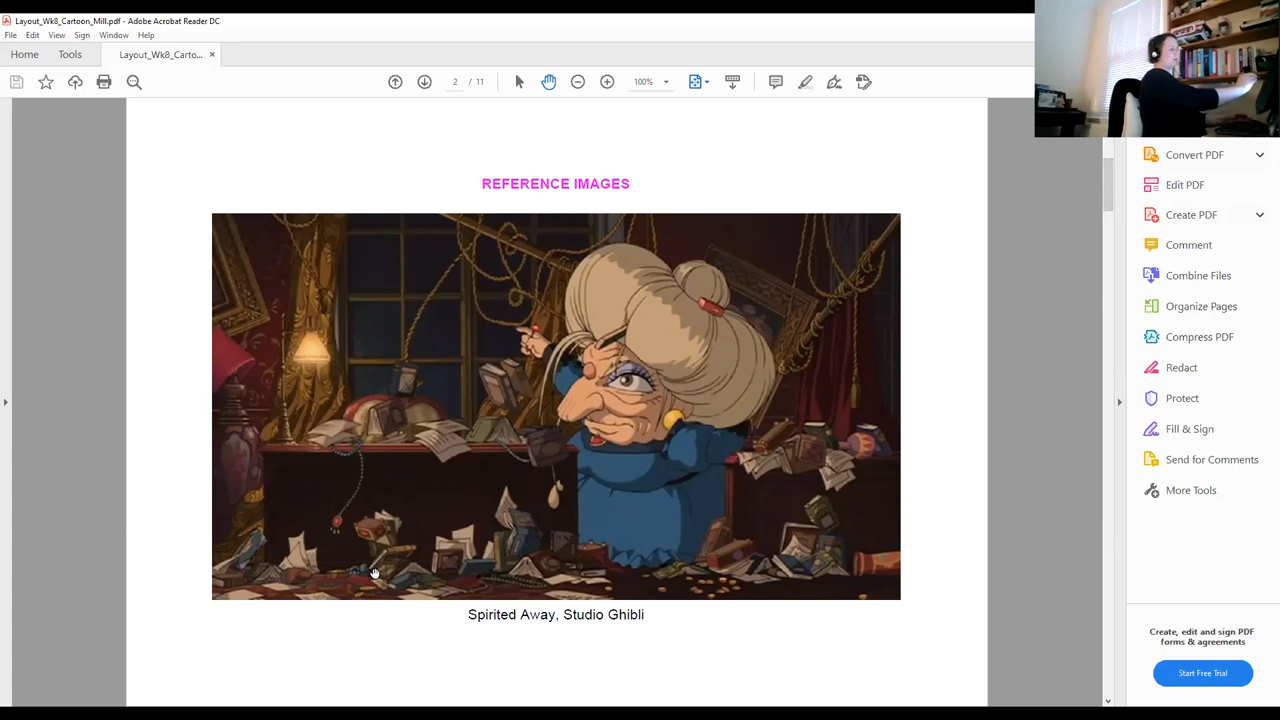 Layout_Wk8_Cartoon_Mill.pdf - Adobe Acrobat Reader DC
File Edit View Sign Window Help
Home Tools Layout_Wk8_Carto... ×
2 / 11 100%
REFERENCE IMAGES
Spirited Away, Studio Ghibli
Convert PDF
Edit PDF
Create PDF
Comment
Combine Files
Organize Pages
Compress PDF
Redact
Protect
Fill & Sign
Send for Comments
More Tools
Create, edit and sign PDF
forms & agreements
Start Free Trial